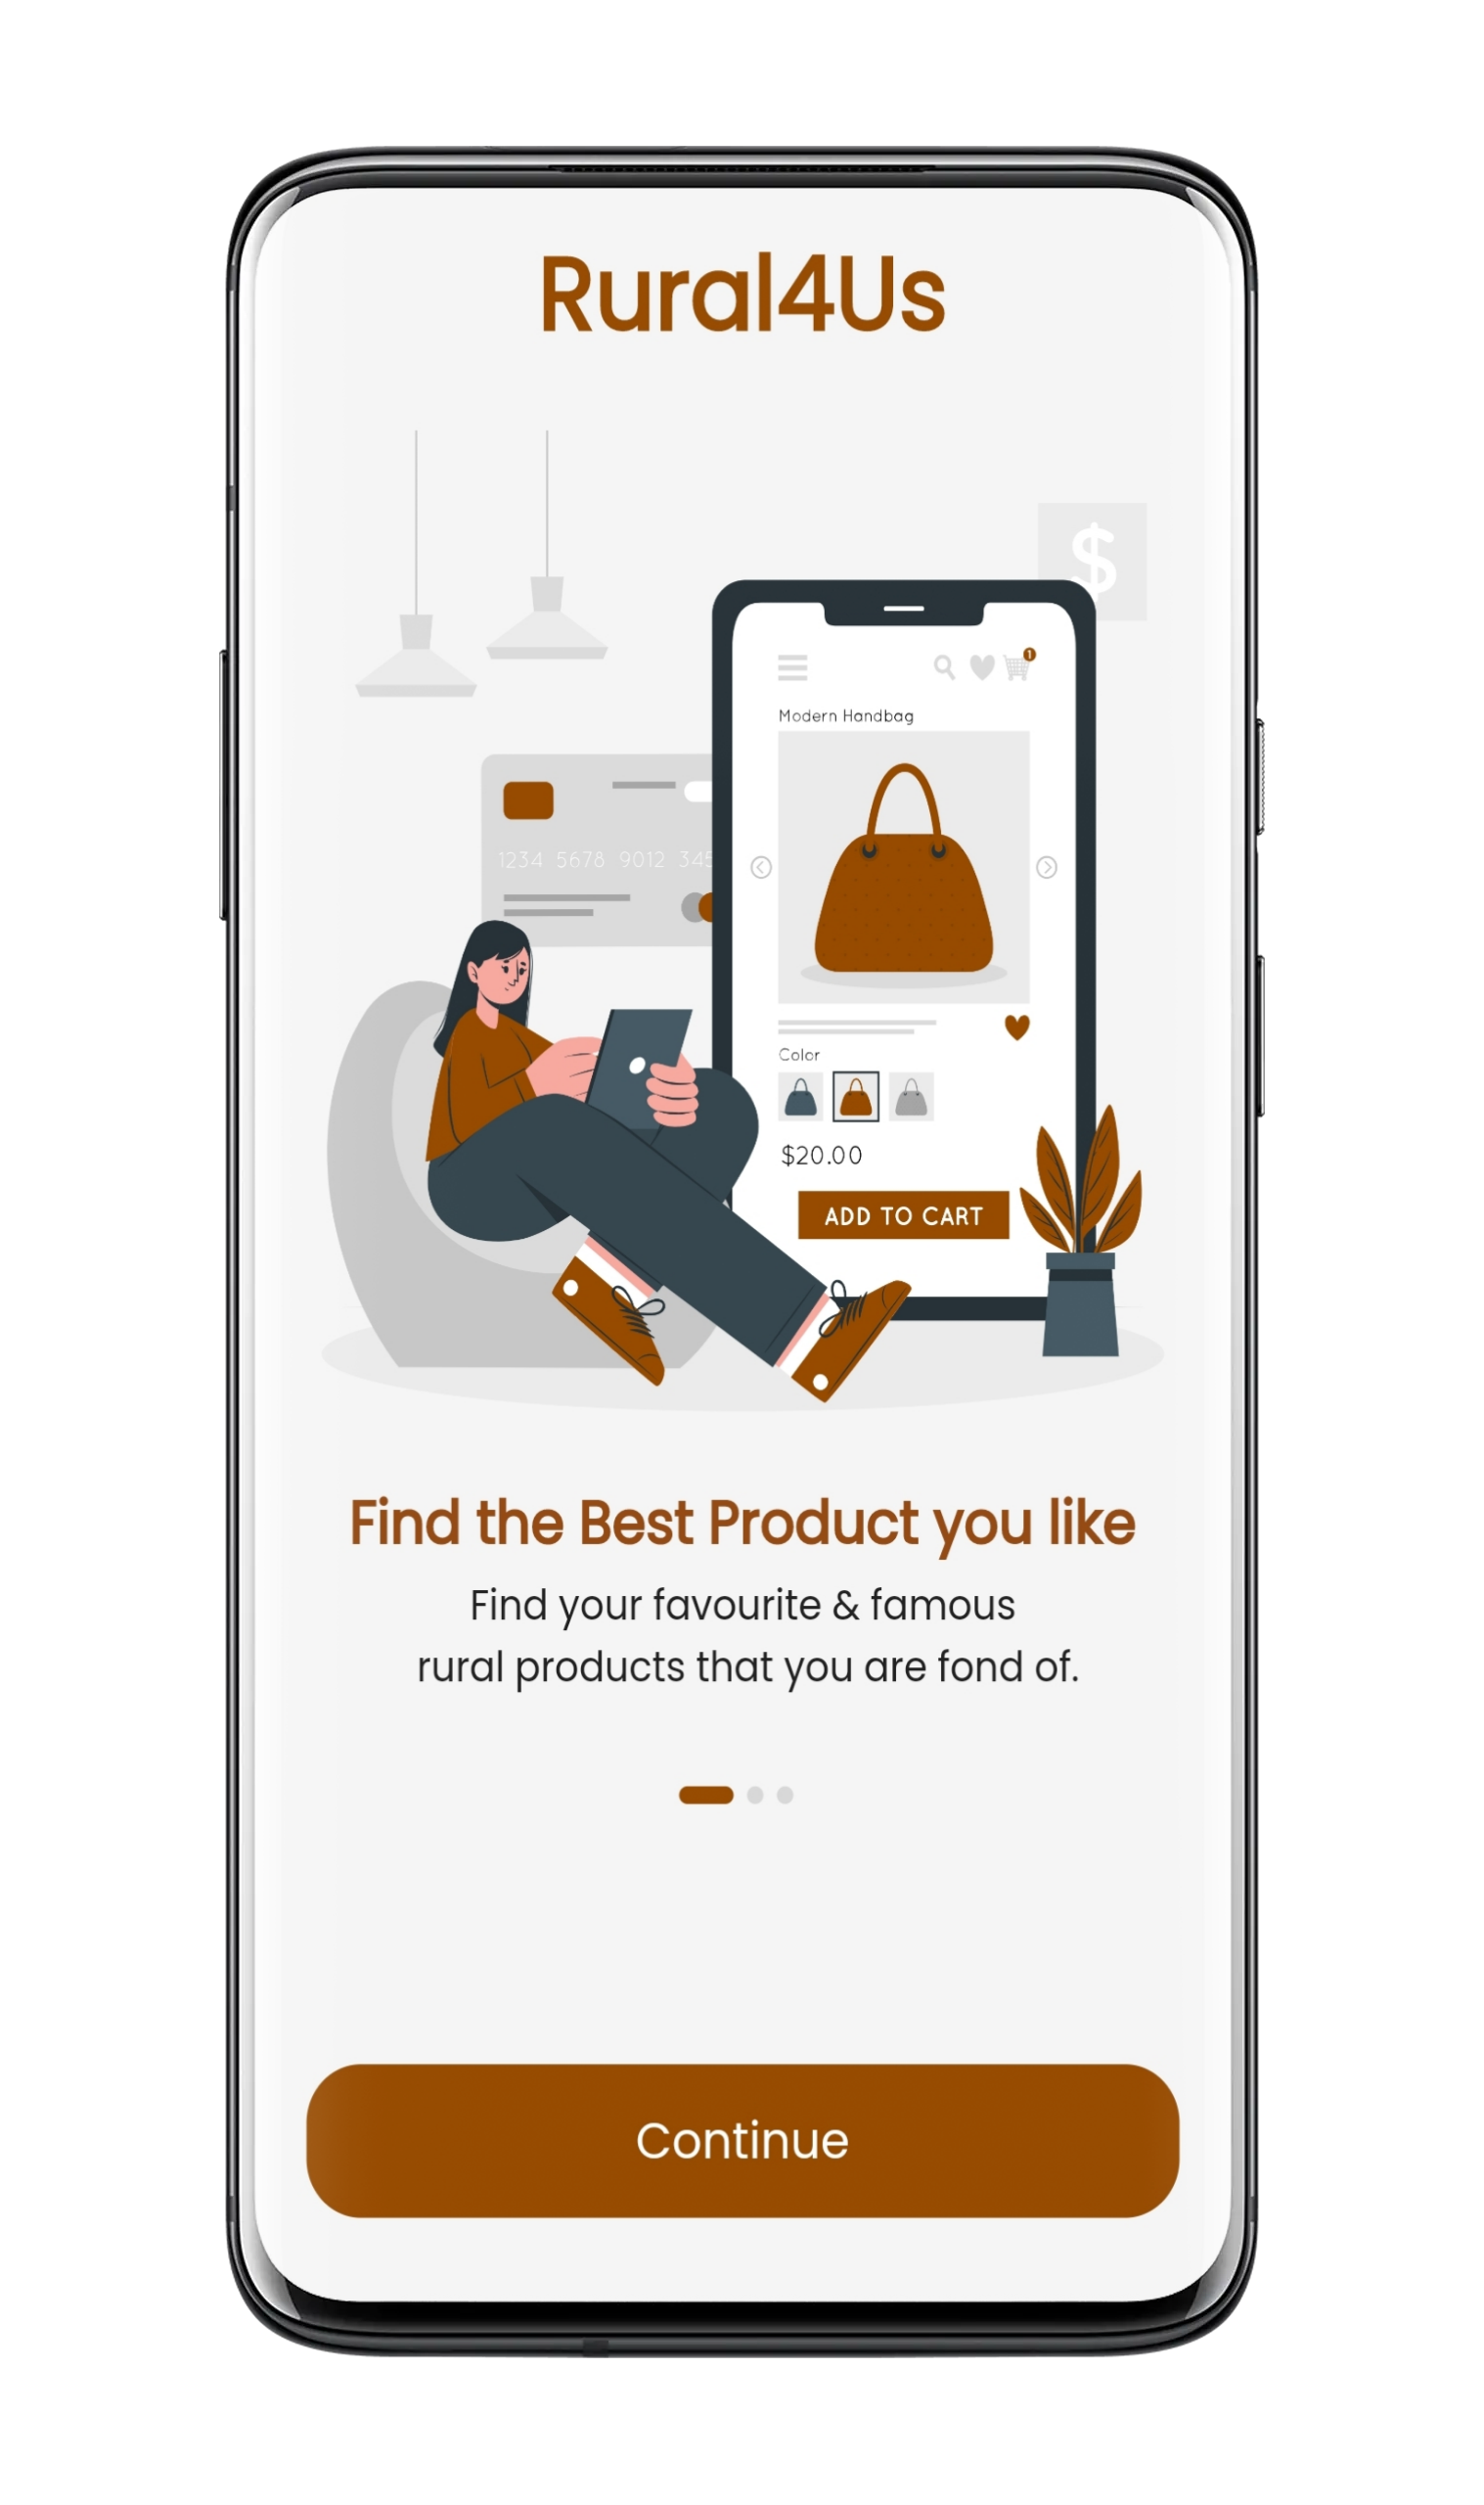 Rural4Us
$
1
Modern Handbag
1234 5678 9012 345
Color
$20.00
ADD TO CART
Find the Best Product you like
Find your favourite & famous
rural products that you are fond of.
Continue